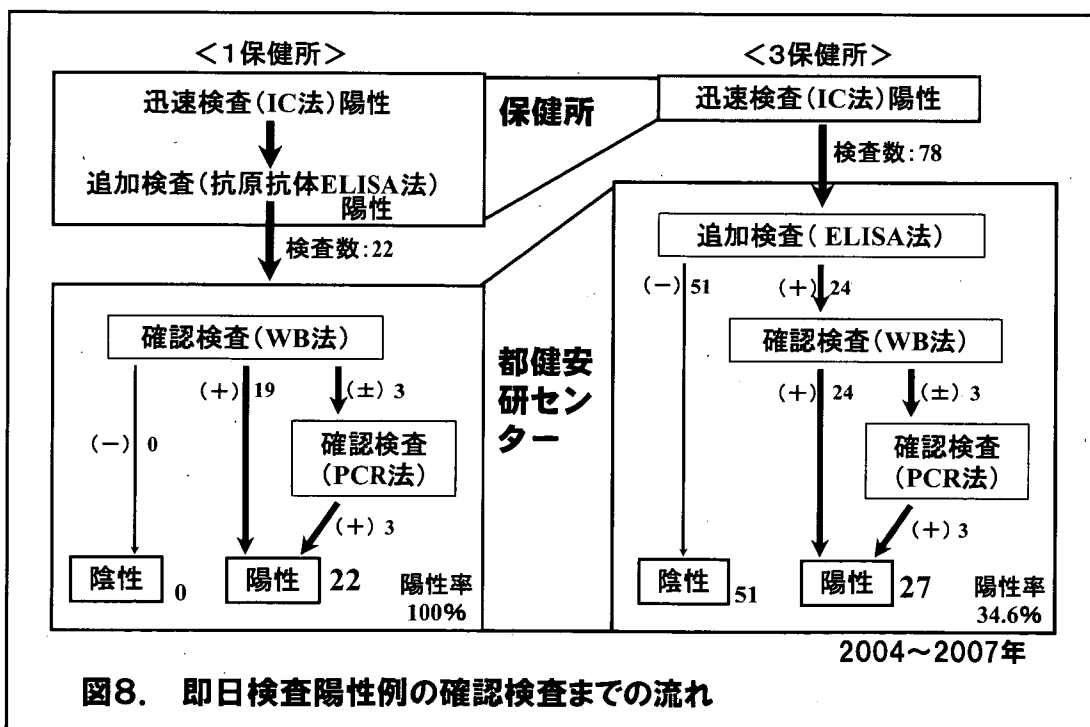 <1保健所>
迅速検査(IC法)陽性
追加検査(抗原抗体ELISA法)
陽性
検査数:22
確認検査(WB法)
(-) 0
(+) 19
(±) 3
確認検査
(PCR法)
(+) 3
陰性 0
陽性 22
陽性率
100%
保健所
都健安
研セン
ター
<3保健所>
迅速検査(IC法)陽性
検査数:78
追加検査( ELISA法)
(-) 51
(+) 24
確認検査(WB法)
(+) 24
(±) 3
確認検査
(PCR法)
(+) 3
陰性 51
陽性 27
陽性率
34.6%
2004~2007年
図8. 即日検査陽性例の確認検査までの流れ